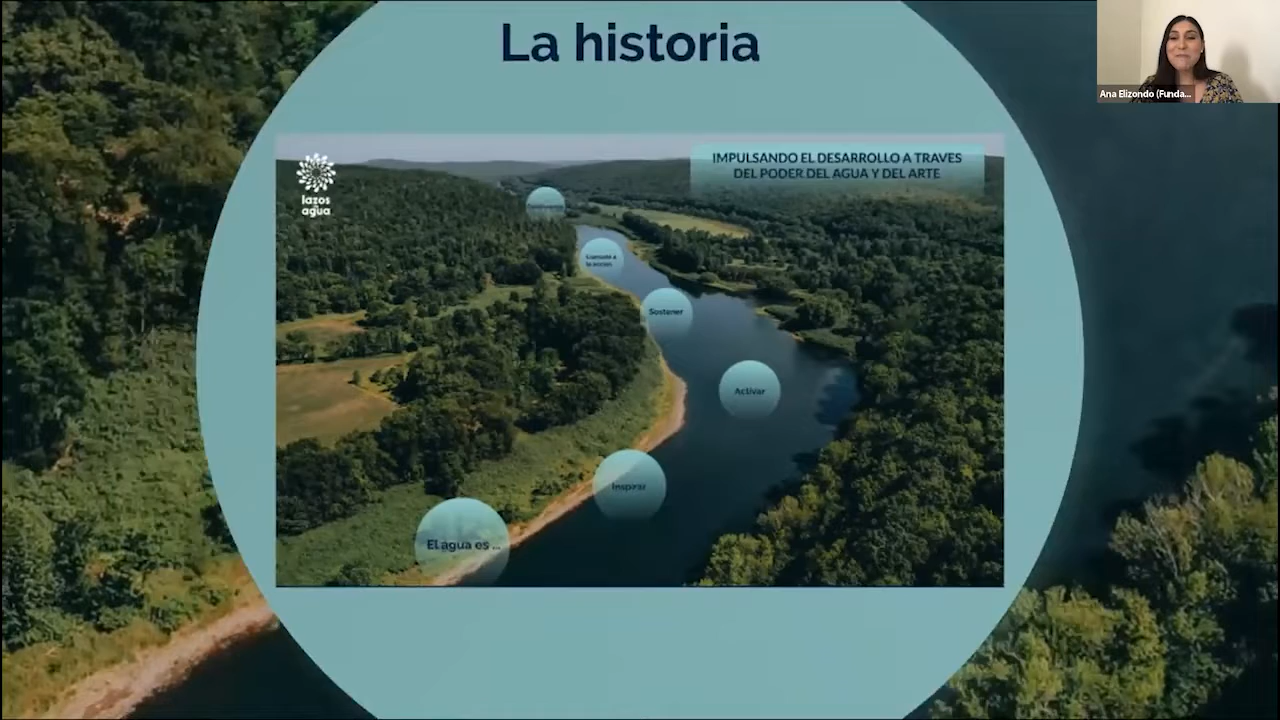 La historia
Ana Elizondo (Funda...
lazos
de
agua
IMPULSANDO EL DESARROLLO A TRAVES
DEL PODER DEL AGUA Y DEL ARTE
Sostener
Activar
Inspirar
El agua es ...